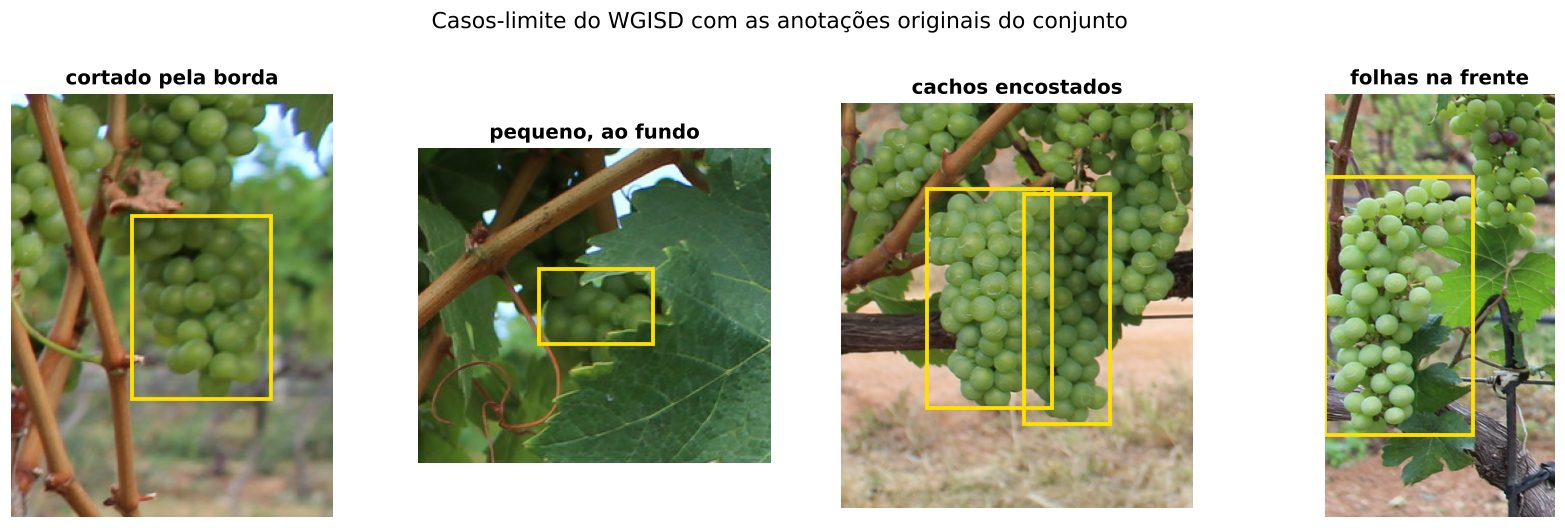 Casos-limite do WGISD com as anotações originais do conjunto
cortado pela borda
pequeno, ao fundo
cachos encostados
folhas na frente